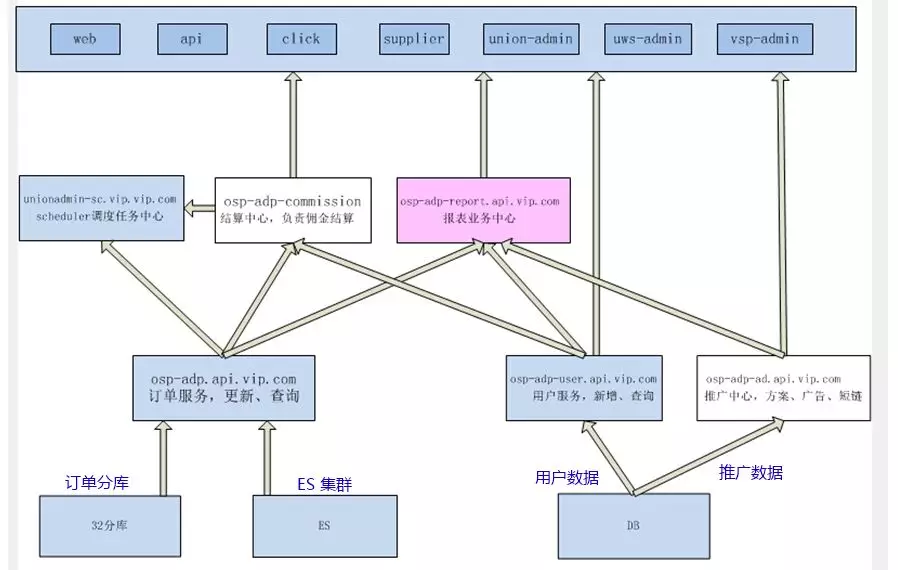 web
api
click
supplier
union-admin
uws-admin
vsp-admin
unionadmin-sc.vip.vip.com
scheduler调度任务中心
osp-adp-commission
结算中心，负责佣金结算
osp-adp-report.api.vip.com
报表业务中心
osp-adp.api.vip.com
订单服务，更新、查询
osp-adp-user.api.vip.com
用户服务，新增、查询
osp-adp-ad.api.vip.com
推广中心，方案、广告、短链
订单分库
ES 集群
用户数据
推广数据
32分库
ES
DB